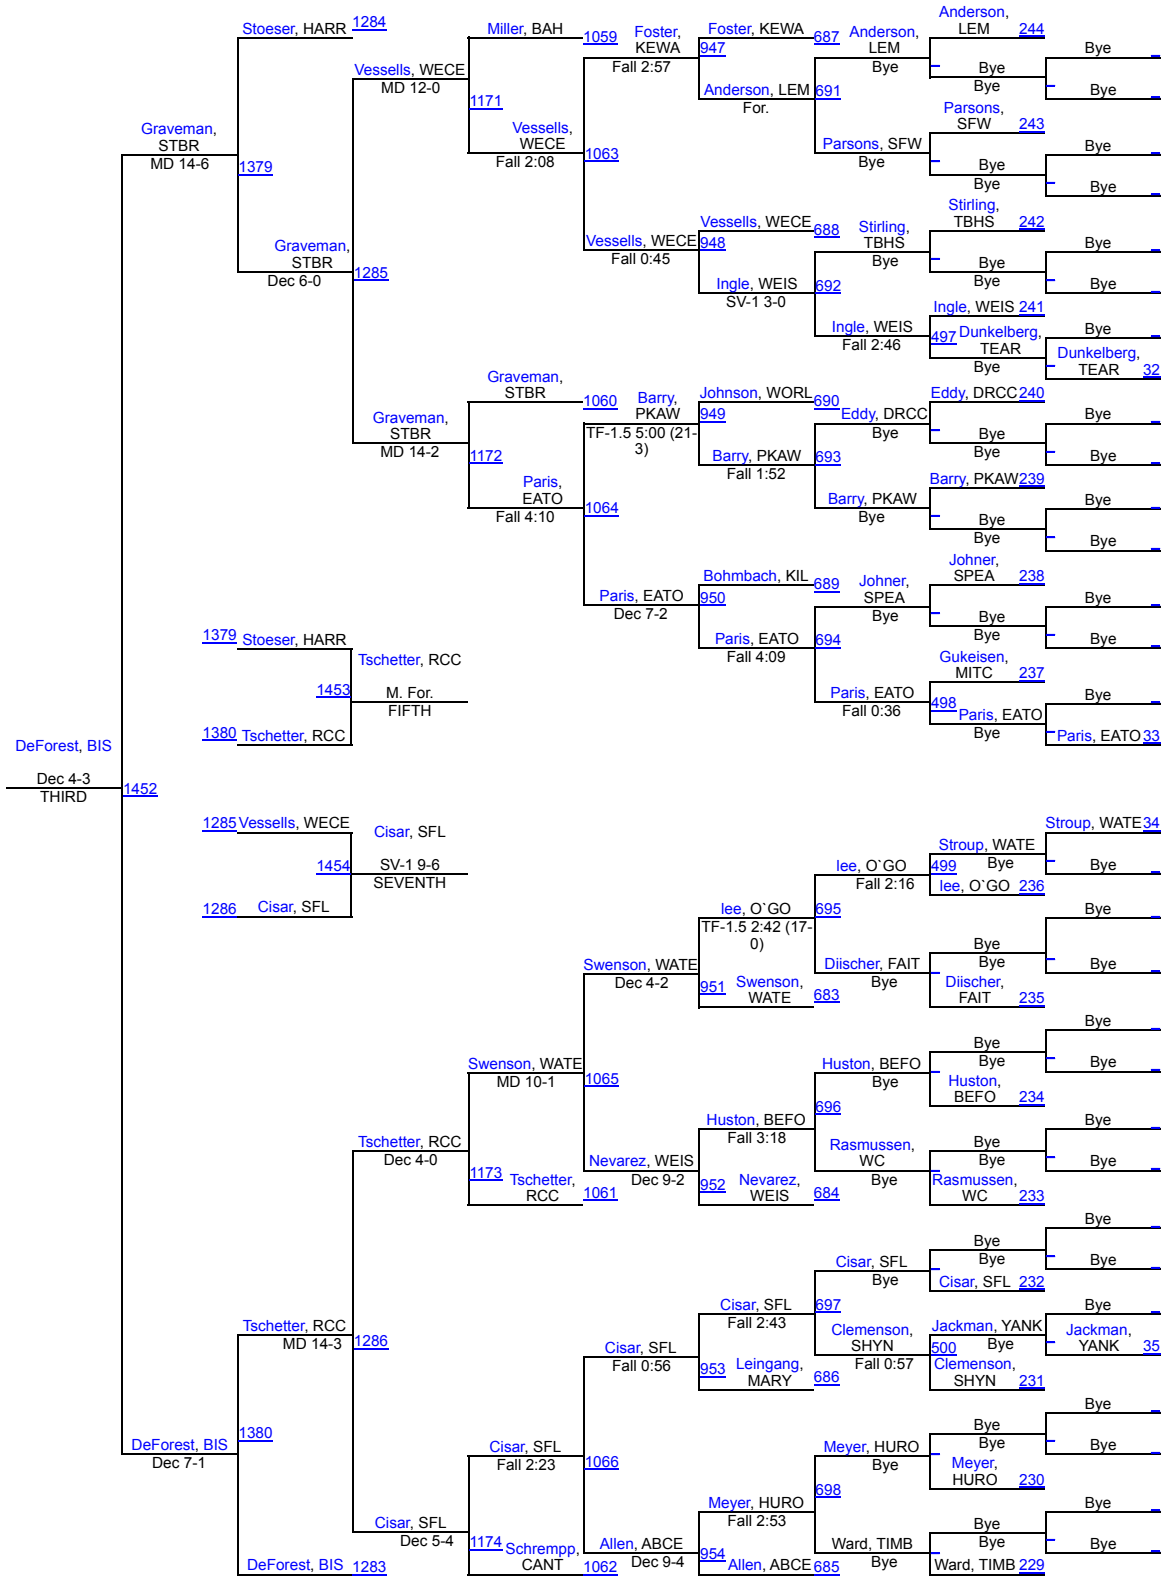 Anderson,
LEM 244
Stoeser, HARR 1284
Miller, BAH 1059
Foster,
KEWA
Fall 2:57
Foster, KEWA 687
947
Anderson,
LEM
Bye
Bye
Bye
Bye
Bye
Vessells, WECE
MD 12-0
1171
Anderson, LEM 691
For.
Parsons,
SFW 243
Graveman,
STBR
MD 14-6
1379
Vessells,
WECE
Fall 2:08
1063
Parsons, SFW
Bye
Bye
Bye
Bye
Bye
Stirling,
TBHS 242
Vessells, WECE 688
948
Stirling,
TBHS
Bye
Vessells, WECE
Fall 0:45
Graveman,
STBR
Dec 6-0
1285
Bye
Bye
Bye
Bye
Ingle, WEIS 692
SV-1 3-0
Ingle, WEIS 241
497
Ingle, WEIS
Fall 2:46
Dunkelberg,
TEAR
Bye
Bye
Dunkelberg,
TEAR 32
Graveman,
STBR 1060
Barry,
PKAW
TF-1.5 5:00 (21-
3)
Johnson, WORL 690
949
Eddy, DRCC 240
Eddy, DRCC
Bye
Bye
Bye
Bye
Bye
Graveman,
STBR
MD 14-2
1172
Barry, PKAW 693
Fall 1:52
Barry, PKAW 239
Paris,
EATO
Fall 4:10
1064
Barry, PKAW
Bye
Bye
Bye
Bye
Bye
Johner,
SPEA 238
Bohmbach, KIL 689
950
Johner,
SPEA
Bye
Paris, EATO
Dec 7-2
Bye
Bye
Bye
Bye
1379 Stoeser, HARR
Tschetter, RCC
Paris, EATO 694
Fall 4:09
Gukeisen,
MITC 237
1453
M. For.
FIFTH
Paris, EATO
Fall 0:36
498
Paris, EATO
Bye
Bye
Paris, EATO 33
1380 Tschetter, RCC
DeForest, BIS
Dec 4-3
THIRD
1452
1285 Vessells, WECE
Cisar, SFL
Stroup, WATE 34
Stroup, WATE
Bye
499
Bye
1454
SV-1 9-6
SEVENTH
lee, O`GO
Fall 2:16
lee, O`GO 236
1286 Cisar, SFL
lee, O`GO
TF-1.5 2:42 (17-
0)
695
Bye
Bye
Bye
Bye
Swenson, WATE
Dec 4-2
951
Diischer, FAIT
Bye
Diischer,
FAIT 235
Swenson,
WATE 683
Bye
Bye
Bye
Bye
Swenson, WATE
MD 10-1
1065
Huston, BEFO
Bye
Huston,
BEFO 234
696
Huston, BEFO
Fall 3:18
Bye
Bye
Bye
Bye
Tschetter, RCC
Dec 4-0
1173
Rasmussen,
WC
Bye
Nevarez, WEIS
Dec 9-2
952
Tschetter,
RCC 1061
Nevarez,
WEIS 684
Rasmussen,
WC 233
Bye
Bye
Bye
Bye
Cisar, SFL
Bye
Cisar, SFL 232
Cisar, SFL 697
Fall 2:43
Tschetter, RCC
MD 14-3
1286
Clemenson,
SHYN
Fall 0:57
Jackman, YANK
Bye
500
Bye
Jackman,
YANK 35
Cisar, SFL
Fall 0:56
953
Leingang,
MARY 686
Clemenson,
SHYN 231
DeForest, BIS
Dec 7-1
1380
Bye
Bye
Bye
Bye
Cisar, SFL
Fall 2:23
1066
Meyer, HURO
Bye
Meyer,
HURO 230
698
Meyer, HURO
Fall 2:53
Cisar, SFL
Dec 5-4
1174
Bye
Bye
Bye
Bye
Ward, TIMB
Bye
Allen, ABCE
Dec 9-4
954
DeForest, BIS 1283
Schrempp,
CANT 1062
Allen, ABCE 685
Ward, TIMB 229